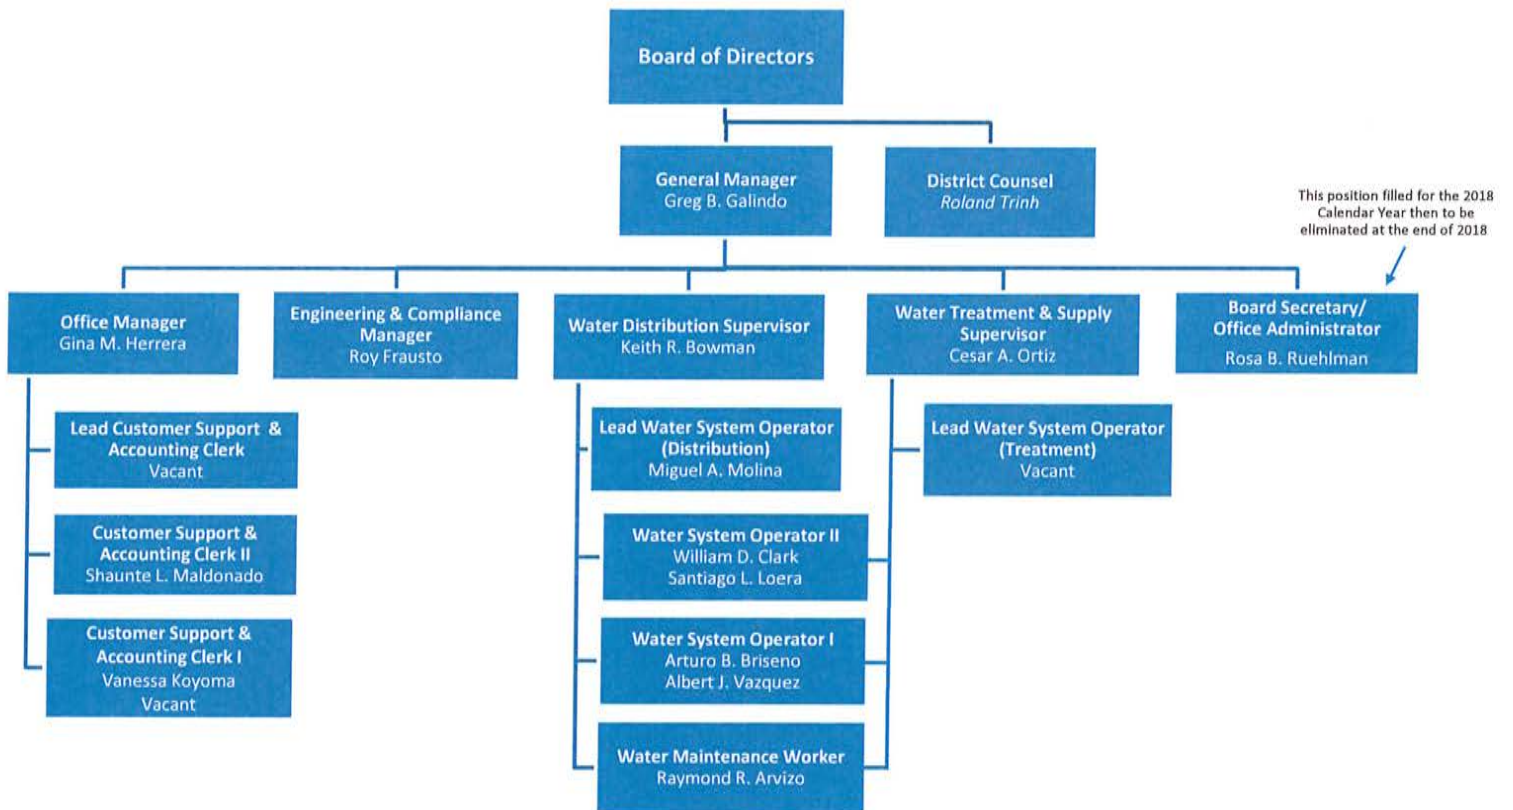 Board of Directors
General Manager
Greg B. Galindo
District Counsel
Roland Trinh
This position filled for the 2018
Calendar Year then to be
eliminated at the end of 2018
Office Manager
Gina M. Herrera
Engineering & Compliance
Manager
Roy Frausto
Water Distribution Supervisor
Keith R. Bowman
Water Treatment & Supply
Supervisor
Cesar A. Ortiz
Board Secretary/
Office Administrator
Rosa B. Ruehlman
Lead Customer Support &
Accounting Clerk
Vacant
Customer Support &
Accounting Clerk II
Shaunte L. Maldonado
Customer Support &
Accounting Clerk I
Vanessa Koyoma
Vacant
Lead Water System Operator
(Distribution)
Miguel A. Molina
Water System Operator II
William D. Clark
Santiago L. Loera
Water System Operator I
Arturo B. Briseno
Albert J. Vazquez
Water Maintenance Worker
Raymond R. Arvizo
Lead Water System Operator
(Treatment)
Vacant